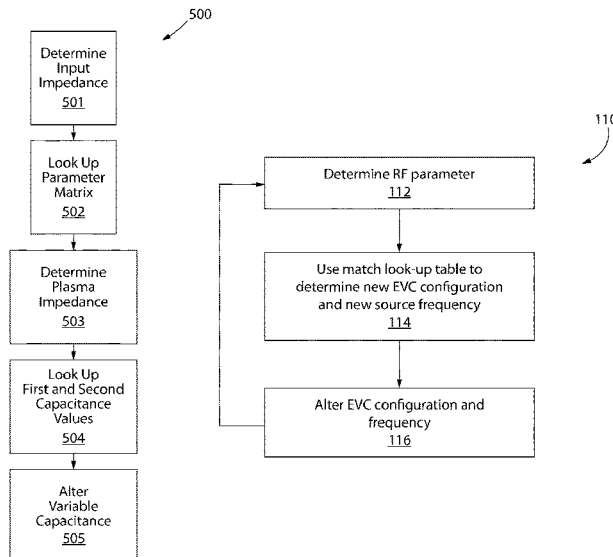 500
Determine
Input
Impedance
501
Look Up
Parameter
Matrix
502
Determine
Plasma
Impedance
503
Look Up
First and Second
Capacitance
Values
504
Alter
Variable
Capacitance
505
110
Determine RF parameter
112
Use match look-up table to
determine new EVC configuration
and new source frequency
114
Alter EVC configuration and
frequency
116